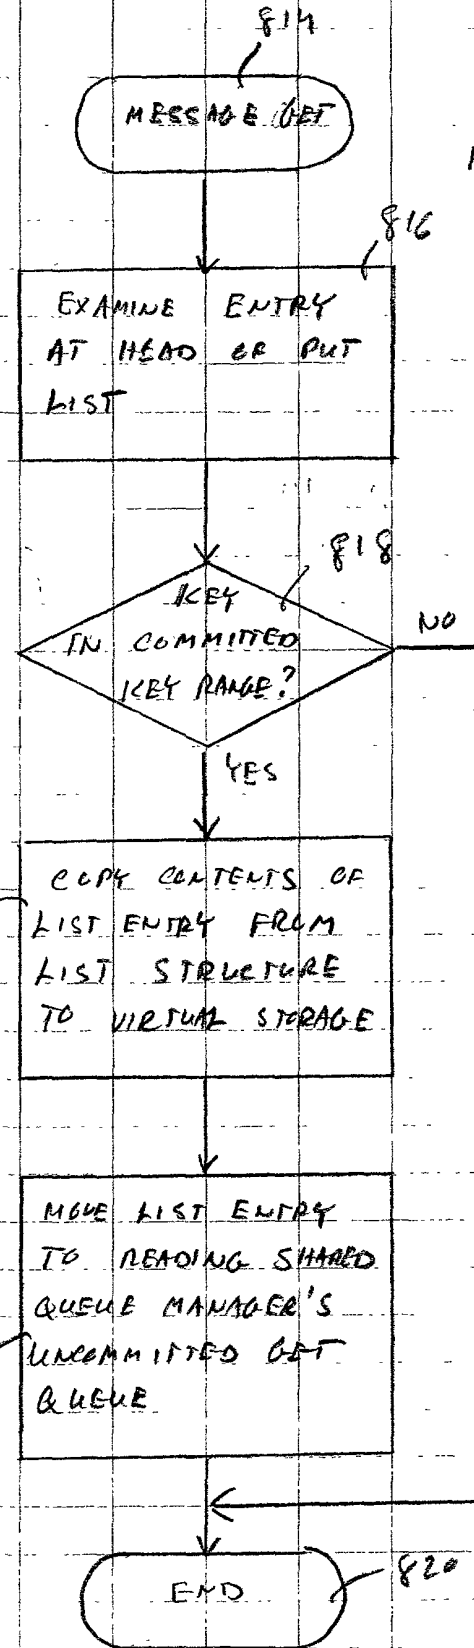 814
MESSAGE GET
816
EXAMINE ENTRY
AT HEAD OF PUT
LIST
818
KEY
IN COMMITTED
KEY RANGE?
NO
YES
COPY CONTENTS OF
LIST ENTRY FROM
LIST STRUCTURE
TO VIRTUAL STORAGE
MOVE LIST ENTRY
TO READING SHARED
QUEUE MANAGER'S
UNCOMMITTED GET
QUEUE
END
820